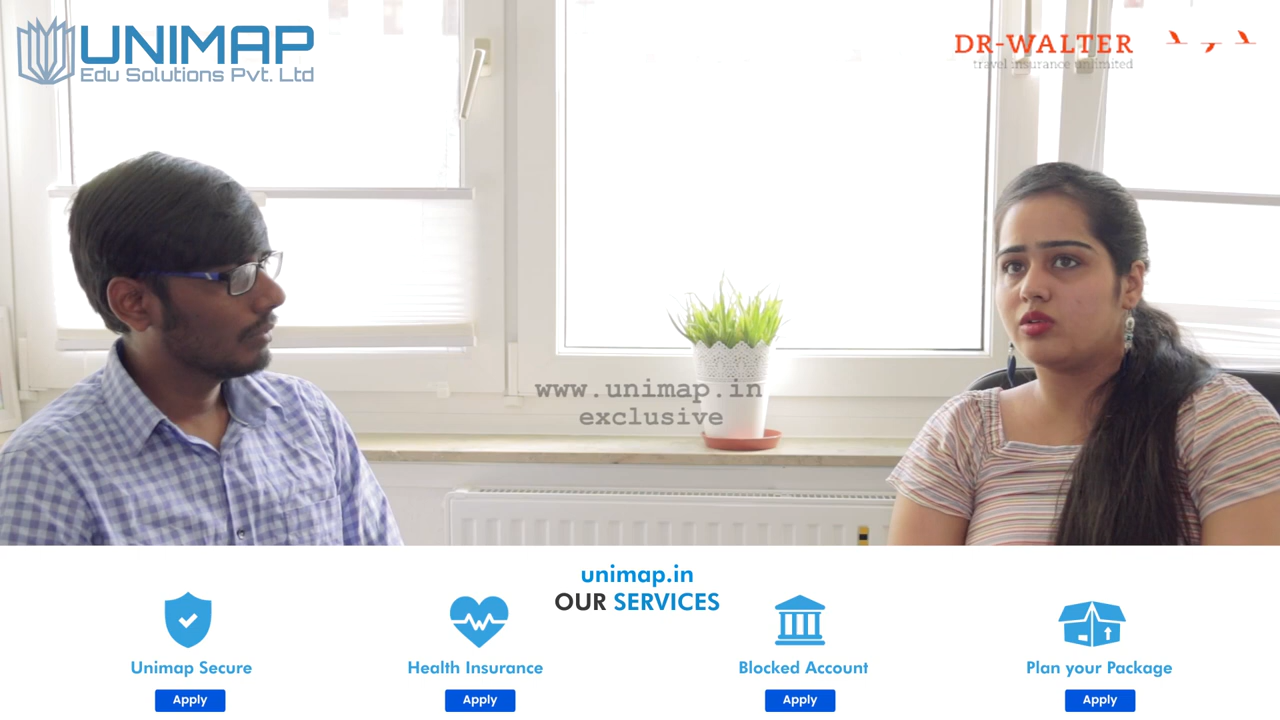 UNIMAP
Edu Solutions Pvt. Ltd
DR-WALTER
travel insurance unlimited
www.unimap.in
exclusive
unimap.in
OUR SERVICES
Unimap Secure
Health Insurance
Blocked Account
Plan your Package
Apply
Apply
Apply
Apply